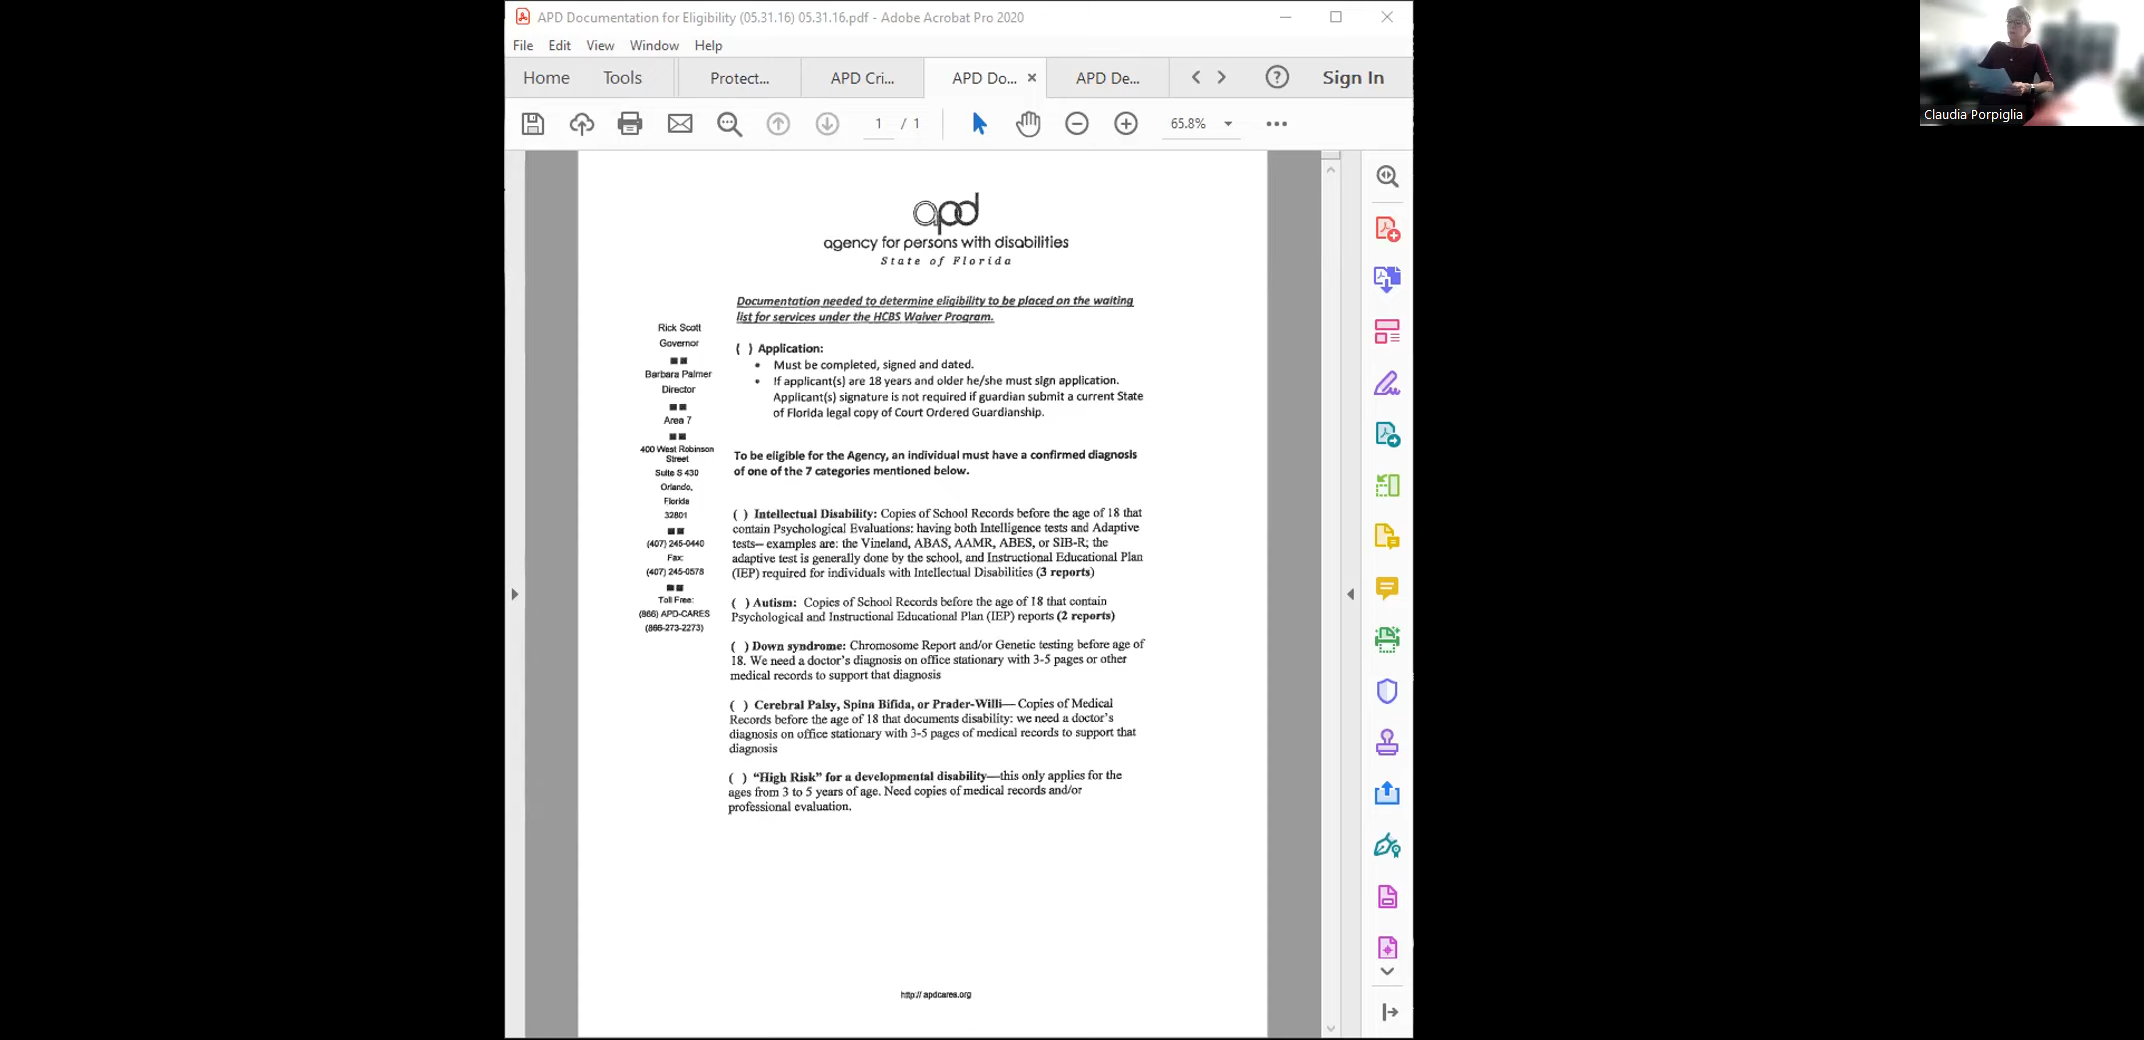 APD Documentation for Eligibility (05.31.16) 05.31.16.pdf - Adobe Acrobat Pro 2020
File Edit View Window Help
Home Tools Protect... APD Cri... APD Do... APD De... Sign In
1 / 1 65.8%
Claudia Porpiglia
apd
agency for persons with disabilities
State of Florida
Documentation needed to determine eligibility to be placed on the waiting
list for services under the HCBS Waiver Program.
Rick Scott
Governor
Barbara Palmer
Director
Area 7
400 West Robinson
Street
Suite S 430
Orlando,
Florida
32801
(407) 245-0440
Fax:
(407) 245-0578
Toll Free:
(866) APD-CARES
(866-273-2273)
( ) Application:
• Must be completed, signed and dated.
• If applicant(s) are 18 years and older he/she must sign application.
Applicant(s) signature is not required if guardian submit a current State
of Florida legal copy of Court Ordered Guardianship.
To be eligible for the Agency, an individual must have a confirmed diagnosis
of one of the 7 categories mentioned below.
( ) Intellectual Disability: Copies of School Records before the age of 18 that
contain Psychological Evaluations: having both Intelligence tests and Adaptive
tests– examples are: the Vineland, ABAS, AAMR, ABES, or SIB-R; the
adaptive test is generally done by the school, and Instructional Educational Plan
(IEP) required for individuals with Intellectual Disabilities (3 reports)
( ) Autism: Copies of School Records before the age of 18 that contain
Psychological and Instructional Educational Plan (IEP) reports (2 reports)
( ) Down syndrome: Chromosome Report and/or Genetic testing before age of
18. We need a doctor's diagnosis on office stationary with 3-5 pages or other
medical records to support that diagnosis
( ) Cerebral Palsy, Spina Bifida, or Prader-Willi— Copies of Medical
Records before the age of 18 that documents disability: we need a doctor's
diagnosis on office stationary with 3-5 pages of medical records to support that
diagnosis
( ) "High Risk" for a developmental disability—this only applies for the
ages from 3 to 5 years of age. Need copies of medical records and/or
professional evaluation.
http:// apdcares.org